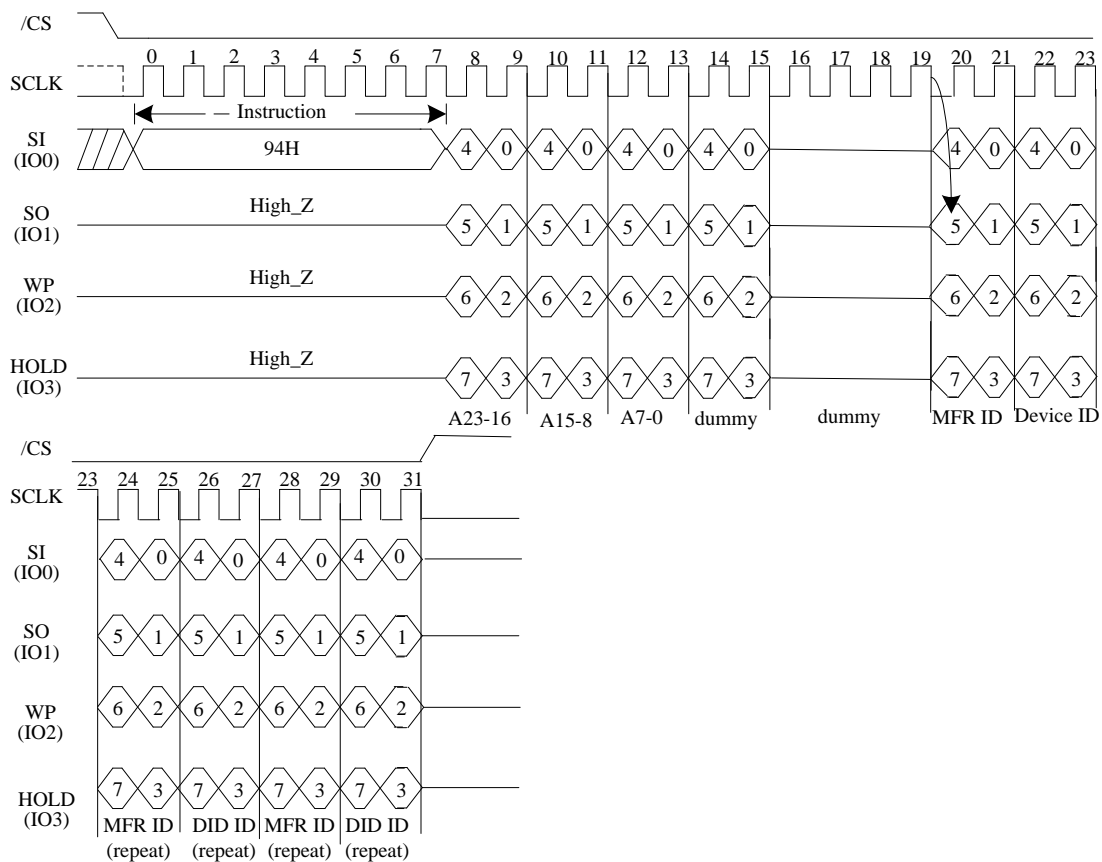 /CS
0 1 2 3 4 5 6 7 8 9 10 11 12 13 14 15 16 17 18 19 20 21 22 23
SCLK
Instruction
SI
(IO0)
94H
4 0 4 0 4 0 4 0 4 0 4 0
SO
(IO1)
High_Z
5 1 5 1 5 1 5 1 5 1 5 1
WP
(IO2)
High_Z
6 2 6 2 6 2 6 2 6 2 6 2
HOLD
(IO3)
High_Z
7 3 7 3 7 3 7 3 7 3 7 3
A23-16 A15-8 A7-0 dummy dummy MFR ID Device ID
/CS
23 24 25 26 27 28 29 30 31
SCLK
SI
(IO0)
4 0 4 0 4 0 4 0
SO
(IO1)
5 1 5 1 5 1 5 1
WP
(IO2)
6 2 6 2 6 2 6 2
HOLD
(IO3)
7 3 7 3 7 3 7 3
MFR ID DID ID MFR ID DID ID
(repeat) (repeat) (repeat) (repeat)